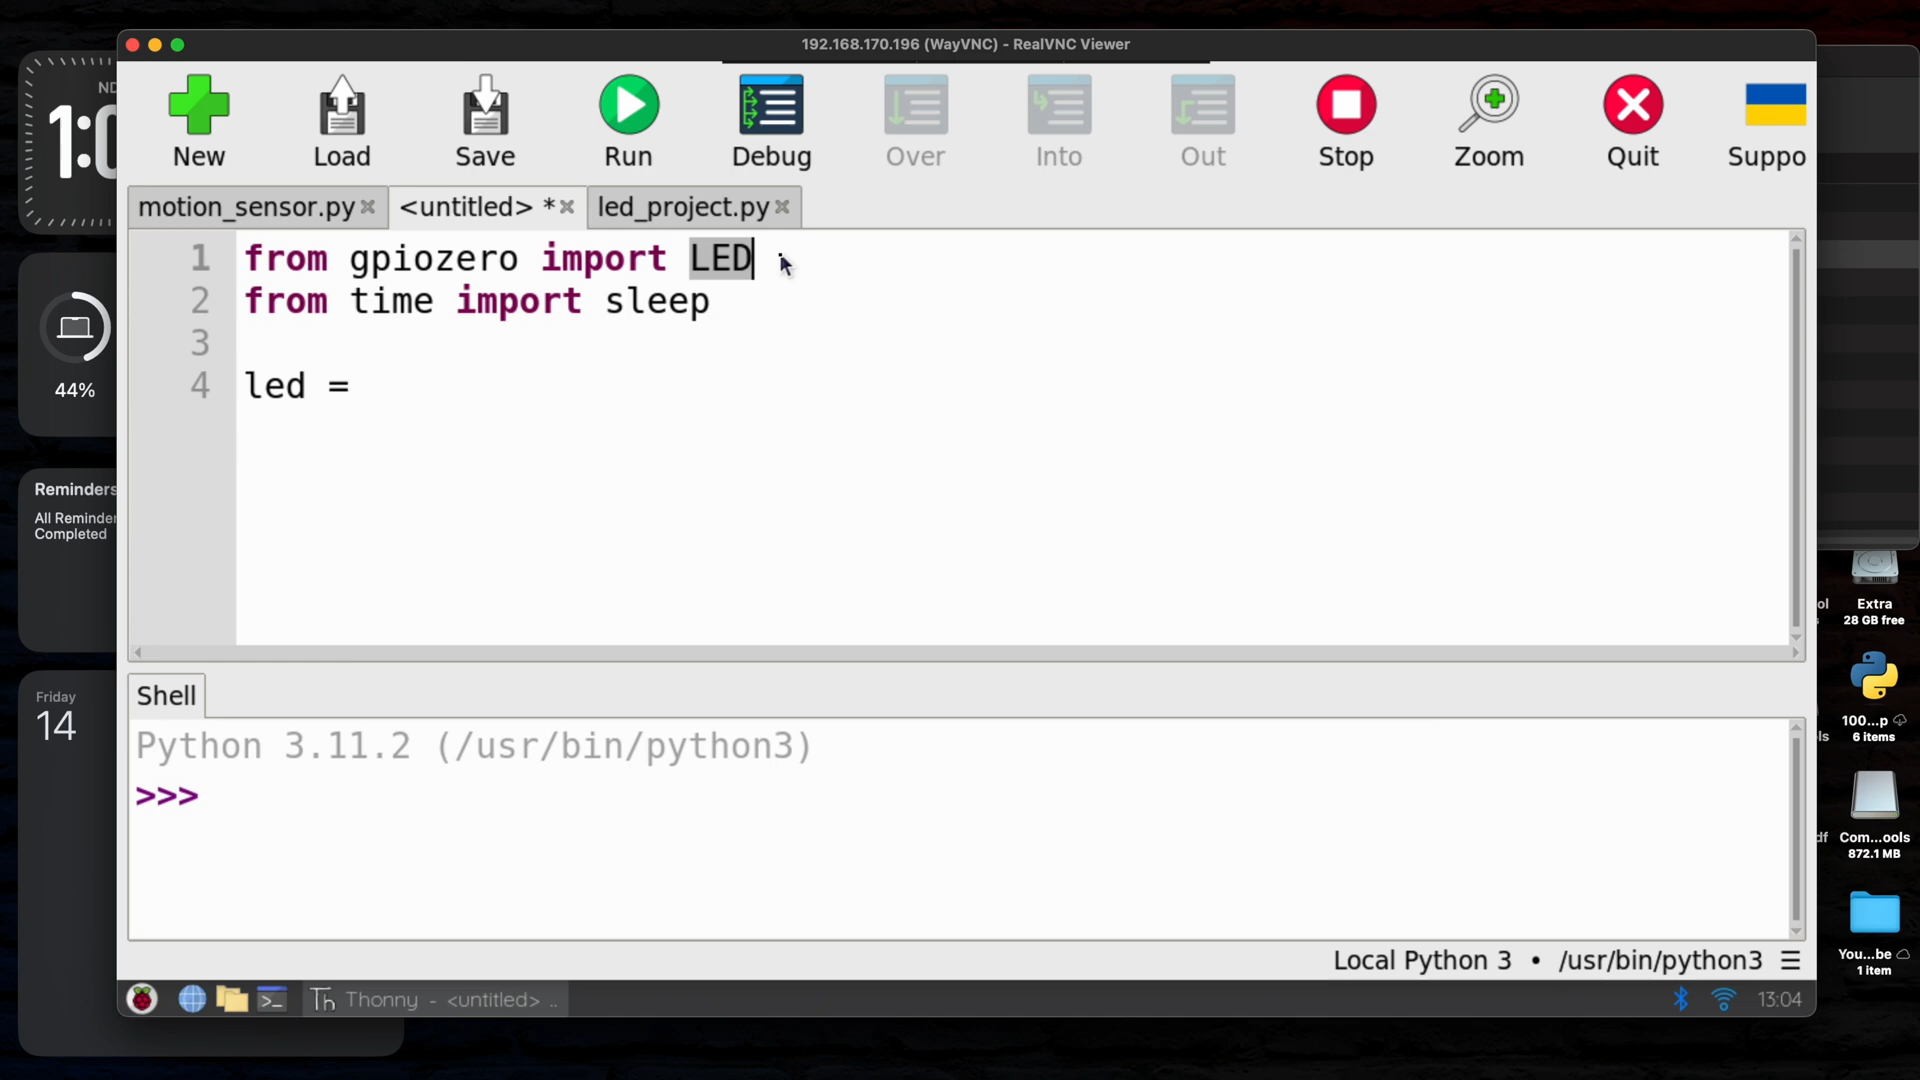 192.168.170.196 (WayVNC) - RealVNC Viewer
New Load Save Run Debug Over Into Out Stop Zoom Quit Suppo
motion_sensor.py <untitled> * led_project.py
1 from gpiozero import LED
2 from time import sleep
3
4 led =
Shell
Python 3.11.2 (/usr/bin/python3)
>>>
Local Python 3 • /usr/bin/python3 ☰
Thonny - <untitled> ..
13:04
44%
Reminders
All Reminder
Completed
Friday
14
Extra
28 GB free
100...p
6 items
Com...ools
872.1 MB
You...be
1 item